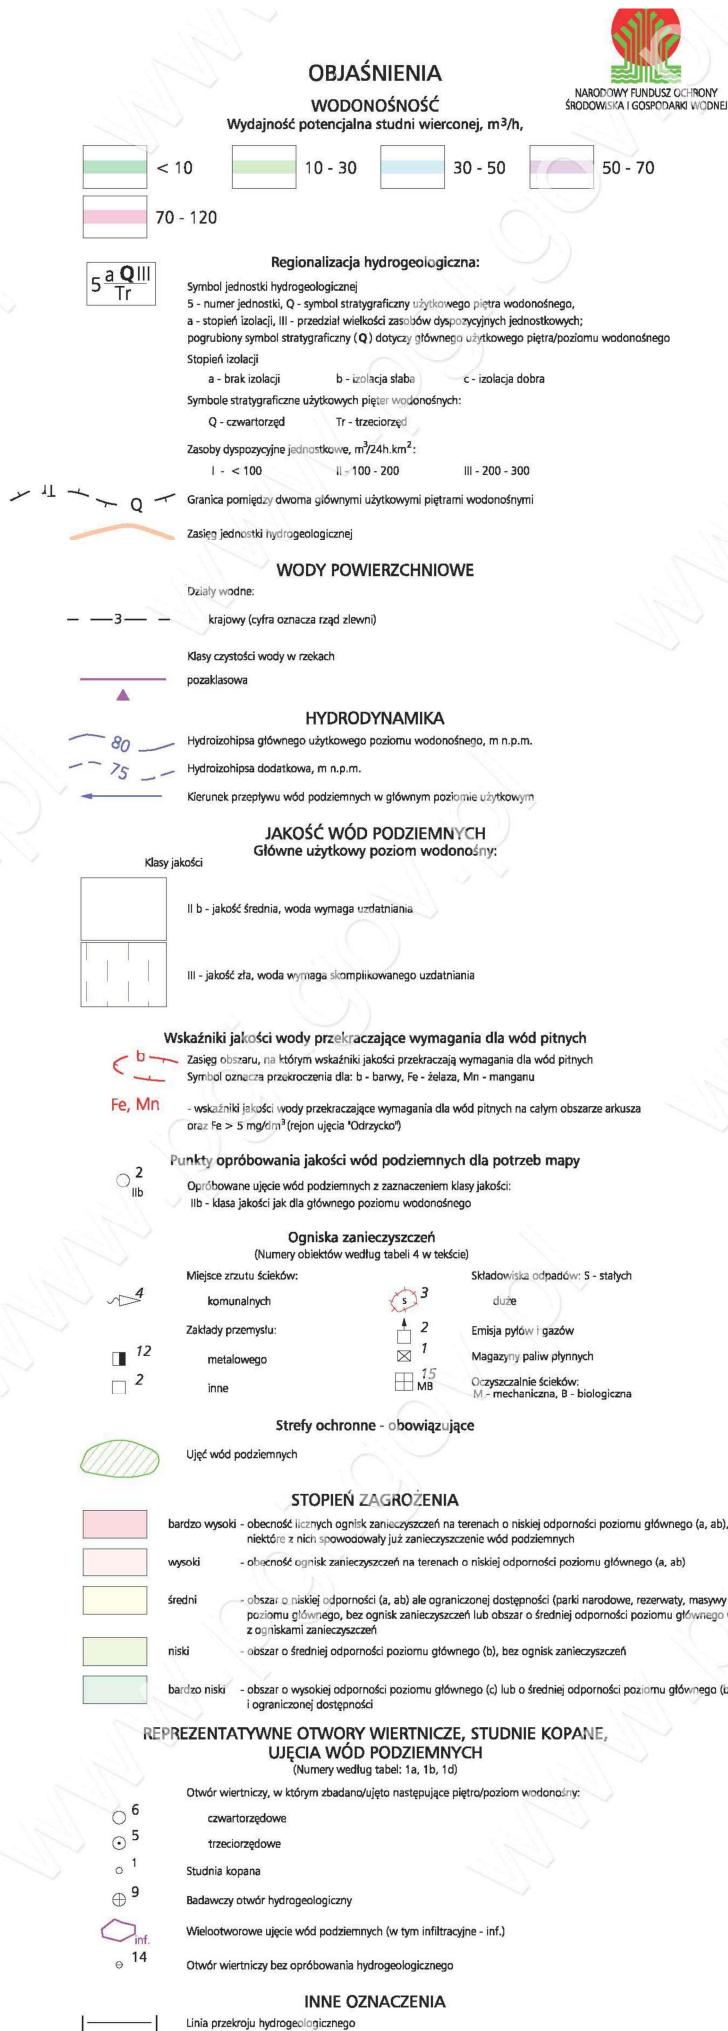 OBJAŚNIENIA
NARODOWY FUNDUSZ OCHRONY
ŚRODOWISKA I GOSPODARKI WODNEJ
WODONOŚNOŚĆ
Wydajność potencjalna studni wierconej, m³/h,
< 10
10 - 30
30 - 50
50 - 70
70 - 120
Regionalizacja hydrogeologiczna:
5 a Q III
Tr
Symbol jednostki hydrogeologicznej
5 - numer jednostki, Q - symbol stratygraficzny użytkowego piętra wodonośnego,
a - stopień izolacji, III - przedział wielkości zasobów dyspozycyjnych jednostkowych;
pogrubiony symbol stratygraficzny (Q) dotyczy głównego użytkowego piętra/poziomu wodonośnego
Stopień izolacji
a - brak izolacji b - izolacja słaba c - izolacja dobra
Symbole stratygraficzne użytkowych pięter wodonośnych:
Q - czwartorzęd Tr - trzeciorzęd
Zasoby dyspozycyjne jednostkowe, m³/24h.km²:
I - < 100 II - 100 - 200 III - 200 - 300
Tr Q Granica pomiędzy dwoma głównymi użytkowymi piętrami wodonośnymi
Zasięg jednostki hydrogeologicznej
WODY POWIERZCHNIOWE
Działy wodne:
3 krajowy (cyfra oznacza rząd zlewni)
Klasy czystości wody w rzekach
pozaklasowa
HYDRODYNAMIKA
80 Hydroizohipsa głównego użytkowego poziomu wodonośnego, m n.p.m.
75 Hydroizohipsa dodatkowa, m n.p.m.
Kierunek przepływu wód podziemnych w głównym poziomie użytkowym
JAKOŚĆ WÓD PODZIEMNYCH
Główne użytkowy poziom wodonośny:
Klasy jakości
II b - jakość średnia, woda wymaga uzdatniania
III - jakość zła, woda wymaga skomplikowanego uzdatniania
Wskaźniki jakości wody przekraczające wymagania dla wód pitnych
b Zasięg obszaru, na którym wskaźniki jakości przekraczają wymagania dla wód pitnych
Symbol oznacza przekroczenia dla: b - barwy, Fe - żelaza, Mn - manganu
Fe, Mn - wskaźniki jakości wody przekraczające wymagania dla wód pitnych na całym obszarze arkusza
oraz Fe > 5 mg/dm³ (rejon ujęcia "Odrzycko")
Punkty opróbowania jakości wód podziemnych dla potrzeb mapy
2 Opróbowane ujęcie wód podziemnych z zaznaczeniem klasy jakości:
IIb IIb - klasa jakości jak dla głównego poziomu wodonośnego
Ogniska zanieczyszczeń
(Numery obiektów według tabeli 4 w tekście)
Miejsce zrzutu ścieków: Składowiska odpadów: S - stałych
4 komunalnych s 3 duże
Zakłady przemysłu: 2 Emisja pyłów i gazów
12 metalowego 1 Magazyny paliw płynnych
2 inne 15 MB Oczyszczalnie ścieków:
M - mechaniczna, B - biologiczna
Strefy ochronne - obowiązujące
Ujęć wód podziemnych
STOPIEŃ ZAGROŻENIA
bardzo wysoki - obecność licznych ognisk zanieczyszczeń na terenach o niskiej odporności poziomu głównego (a, ab),
niektóre z nich spowodowały już zanieczyszczenie wód podziemnych
wysoki - obecność ognisk zanieczyszczeń na terenach o niskiej odporności poziomu głównego (a, ab)
średni - obszar o niskiej odporności (a, ab) ale ograniczonej dostępności (parki narodowe, rezerwaty, masywy
poziomu głównego, bez ognisk zanieczyszczeń lub obszar o średniej odporności poziomu głównego
z ogniskami zanieczyszczeń
niski - obszar o średniej odporności poziomu głównego (b), bez ognisk zanieczyszczeń
bardzo niski - obszar o wysokiej odporności poziomu głównego (c) lub o średniej odporności poziomu głównego (b
i ograniczonej dostępności
REPREZENTATYWNE OTWORY WIERTNICZE, STUDNIE KOPANE,
UJĘCIA WÓD PODZIEMNYCH
(Numery według tabel: 1a, 1b, 1d)
Otwór wiertniczy, w którym zbadano/ujęto następujące piętro/poziom wodonośny:
6 czwartorzędowe
5 trzeciorzędowe
1 Studnia kopana
9 Badawczy otwór hydrogeologiczny
inf. Wielootworowe ujęcie wód podziemnych (w tym infiltracyjne - inf.)
14 Otwór wiertniczy bez opróbowania hydrogeologicznego
INNE OZNACZENIA
Linia przekroju hydrogeologicznego
www.pgi.gov.pl